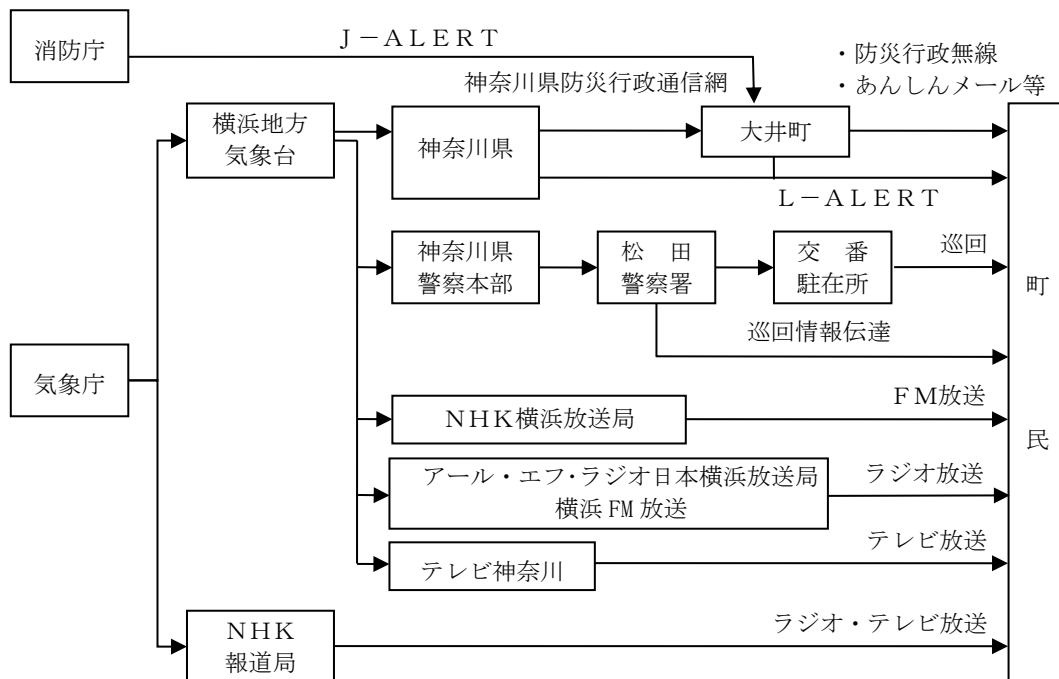 消防庁
J－ALERT
・防災行政無線
・あんしんメール等
神奈川県防災行政通信網
横浜地方
気象台
神奈川県
大井町
L－ALERT
神奈川県
警察本部
松　田
警察署
交　番
駐在所
巡回
町
巡回情報伝達
気象庁
NHK横浜放送局
FM放送
民
アール・エフ・ラジオ日本横浜放送局
横浜 FM 放送
ラジオ放送
テレビ神奈川
テレビ放送
NHK
報道局
ラジオ・テレビ放送